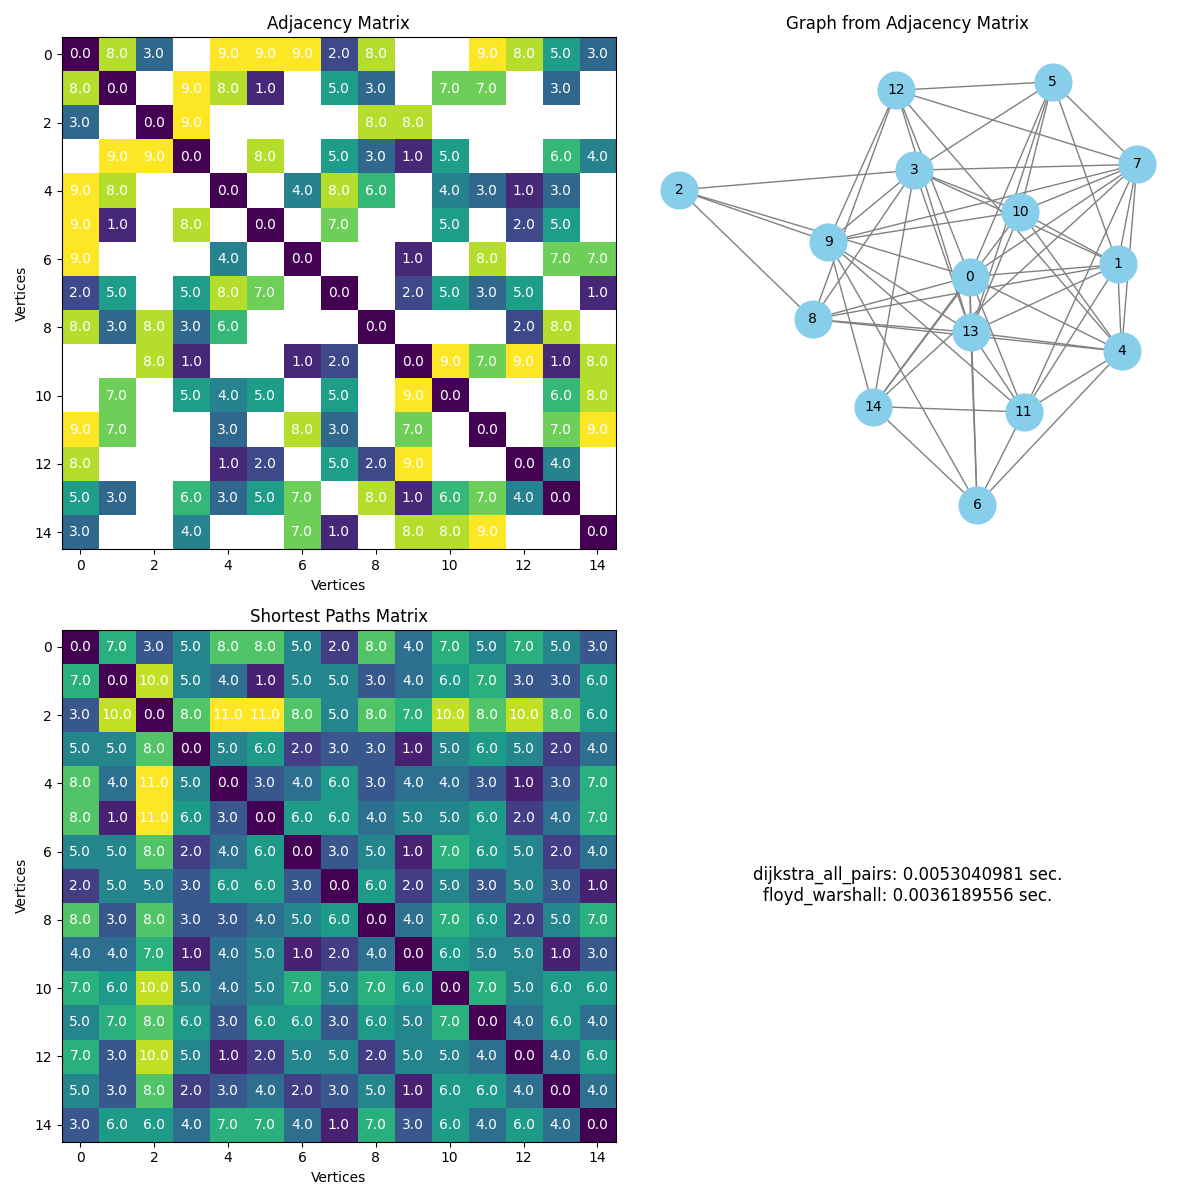 Adjacency Matrix
0 0.0 8.0 3.0 9.0 9.0 9.0 2.0 8.0 9.0 8.0 5.0 3.0
8.0 0.0 9.0 8.0 1.0 5.0 3.0 7.0 7.0 3.0
2 3.0 0.0 9.0 8.0 8.0
9.0 9.0 0.0 8.0 5.0 3.0 1.0 5.0 6.0 4.0
4 9.0 8.0 0.0 4.0 8.0 6.0 4.0 3.0 1.0 3.0
9.0 1.0 8.0 0.0 7.0 5.0 2.0 5.0
6 9.0 4.0 0.0 1.0 8.0 7.0 7.0
2.0 5.0 5.0 8.0 7.0 0.0 2.0 5.0 3.0 5.0 1.0
8 8.0 3.0 8.0 3.0 6.0 0.0 2.0 8.0
8.0 1.0 1.0 2.0 0.0 9.0 7.0 9.0 1.0 8.0
10 7.0 5.0 4.0 5.0 5.0 9.0 0.0 6.0 8.0
9.0 7.0 3.0 8.0 3.0 7.0 0.0 7.0 9.0
12 8.0 1.0 2.0 5.0 2.0 9.0 0.0 4.0
5.0 3.0 6.0 3.0 5.0 7.0 8.0 1.0 6.0 7.0 4.0 0.0
14 3.0 4.0 7.0 1.0 8.0 8.0 9.0 0.0
0 2 4 6 8 10 12 14
Vertices
Vertices
Graph from Adjacency Matrix
5
12
7
3
2
10
9
1
0
8
13
4
14
11
6
Shortest Paths Matrix
0 0.0 7.0 3.0 5.0 8.0 8.0 5.0 2.0 8.0 4.0 7.0 5.0 7.0 5.0 3.0
7.0 0.0 10.0 5.0 4.0 1.0 5.0 5.0 3.0 4.0 6.0 7.0 3.0 3.0 6.0
2 3.0 10.0 0.0 8.0 11.0 11.0 8.0 5.0 8.0 7.0 10.0 8.0 10.0 8.0 6.0
5.0 5.0 8.0 0.0 5.0 6.0 2.0 3.0 3.0 1.0 5.0 6.0 5.0 2.0 4.0
4 8.0 4.0 11.0 5.0 0.0 3.0 4.0 6.0 3.0 4.0 4.0 3.0 1.0 3.0 7.0
8.0 1.0 11.0 6.0 3.0 0.0 6.0 6.0 4.0 5.0 5.0 6.0 2.0 4.0 7.0
6 5.0 5.0 8.0 2.0 4.0 6.0 0.0 3.0 5.0 1.0 7.0 6.0 5.0 2.0 4.0
2.0 5.0 5.0 3.0 6.0 6.0 3.0 0.0 6.0 2.0 5.0 3.0 5.0 3.0 1.0
8 8.0 3.0 8.0 3.0 3.0 4.0 5.0 6.0 0.0 4.0 7.0 6.0 2.0 5.0 7.0
4.0 4.0 7.0 1.0 4.0 5.0 1.0 2.0 4.0 0.0 6.0 5.0 5.0 1.0 3.0
10 7.0 6.0 10.0 5.0 4.0 5.0 7.0 5.0 7.0 6.0 0.0 7.0 5.0 6.0 6.0
5.0 7.0 8.0 6.0 3.0 6.0 6.0 3.0 6.0 5.0 7.0 0.0 4.0 6.0 4.0
12 7.0 3.0 10.0 5.0 1.0 2.0 5.0 5.0 2.0 5.0 5.0 4.0 0.0 4.0 6.0
5.0 3.0 8.0 2.0 3.0 4.0 2.0 3.0 5.0 1.0 6.0 6.0 4.0 0.0 4.0
14 3.0 6.0 6.0 4.0 7.0 7.0 4.0 1.0 7.0 3.0 6.0 4.0 6.0 4.0 0.0
0 2 4 6 8 10 12 14
Vertices
Vertices
dijkstra_all_pairs: 0.0053040981 sec.
floyd_warshall: 0.0036189556 sec.